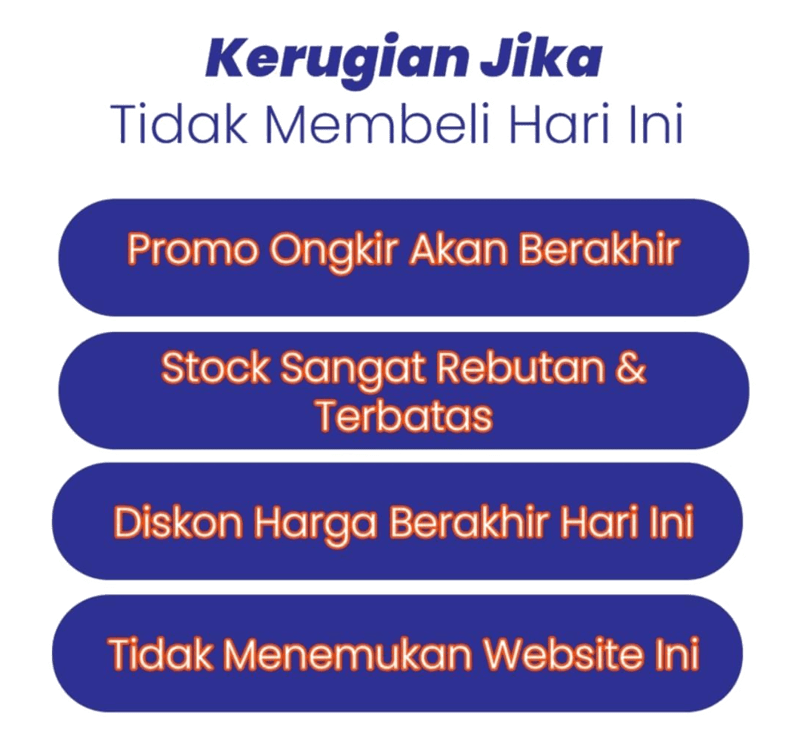 Kerugian Jika
Tidak Membeli Hari Ini
Promo Ongkir Akan Berakhir
Stock Sangat Rebutan &
Terbatas
Diskon Harga Berakhir Hari Ini
Tidak Menemukan Website Ini